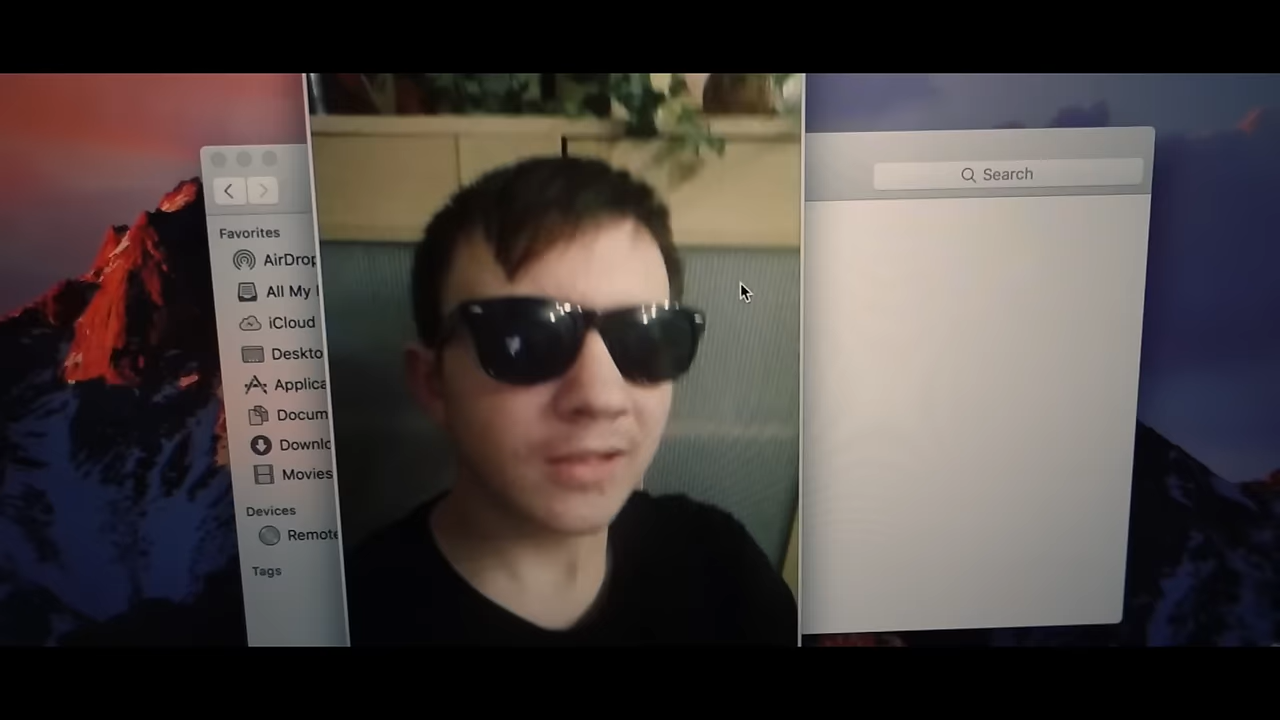 Search
Favorites
AirDrop
All My
iCloud
Deskto
Applica
Docum
Downlo
Movies
Devices
Remote
Tags